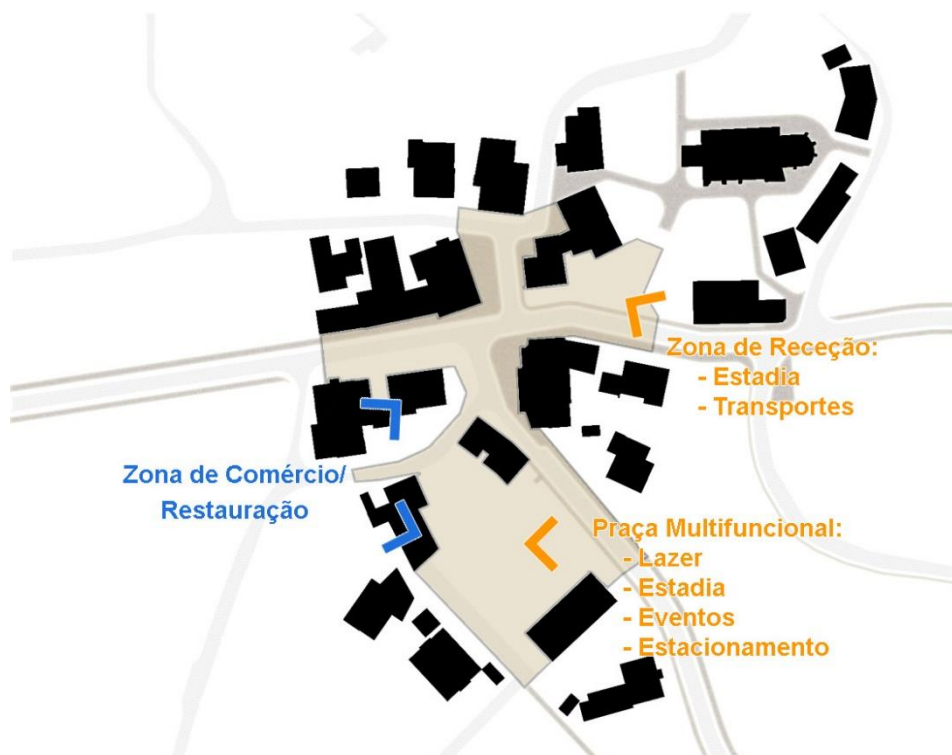 Zona de Receção:
- Estadia
- Transportes
Zona de Comércio/
Restauração
Praça Multifuncional:
- Lazer
- Estadia
- Eventos
- Estacionamento